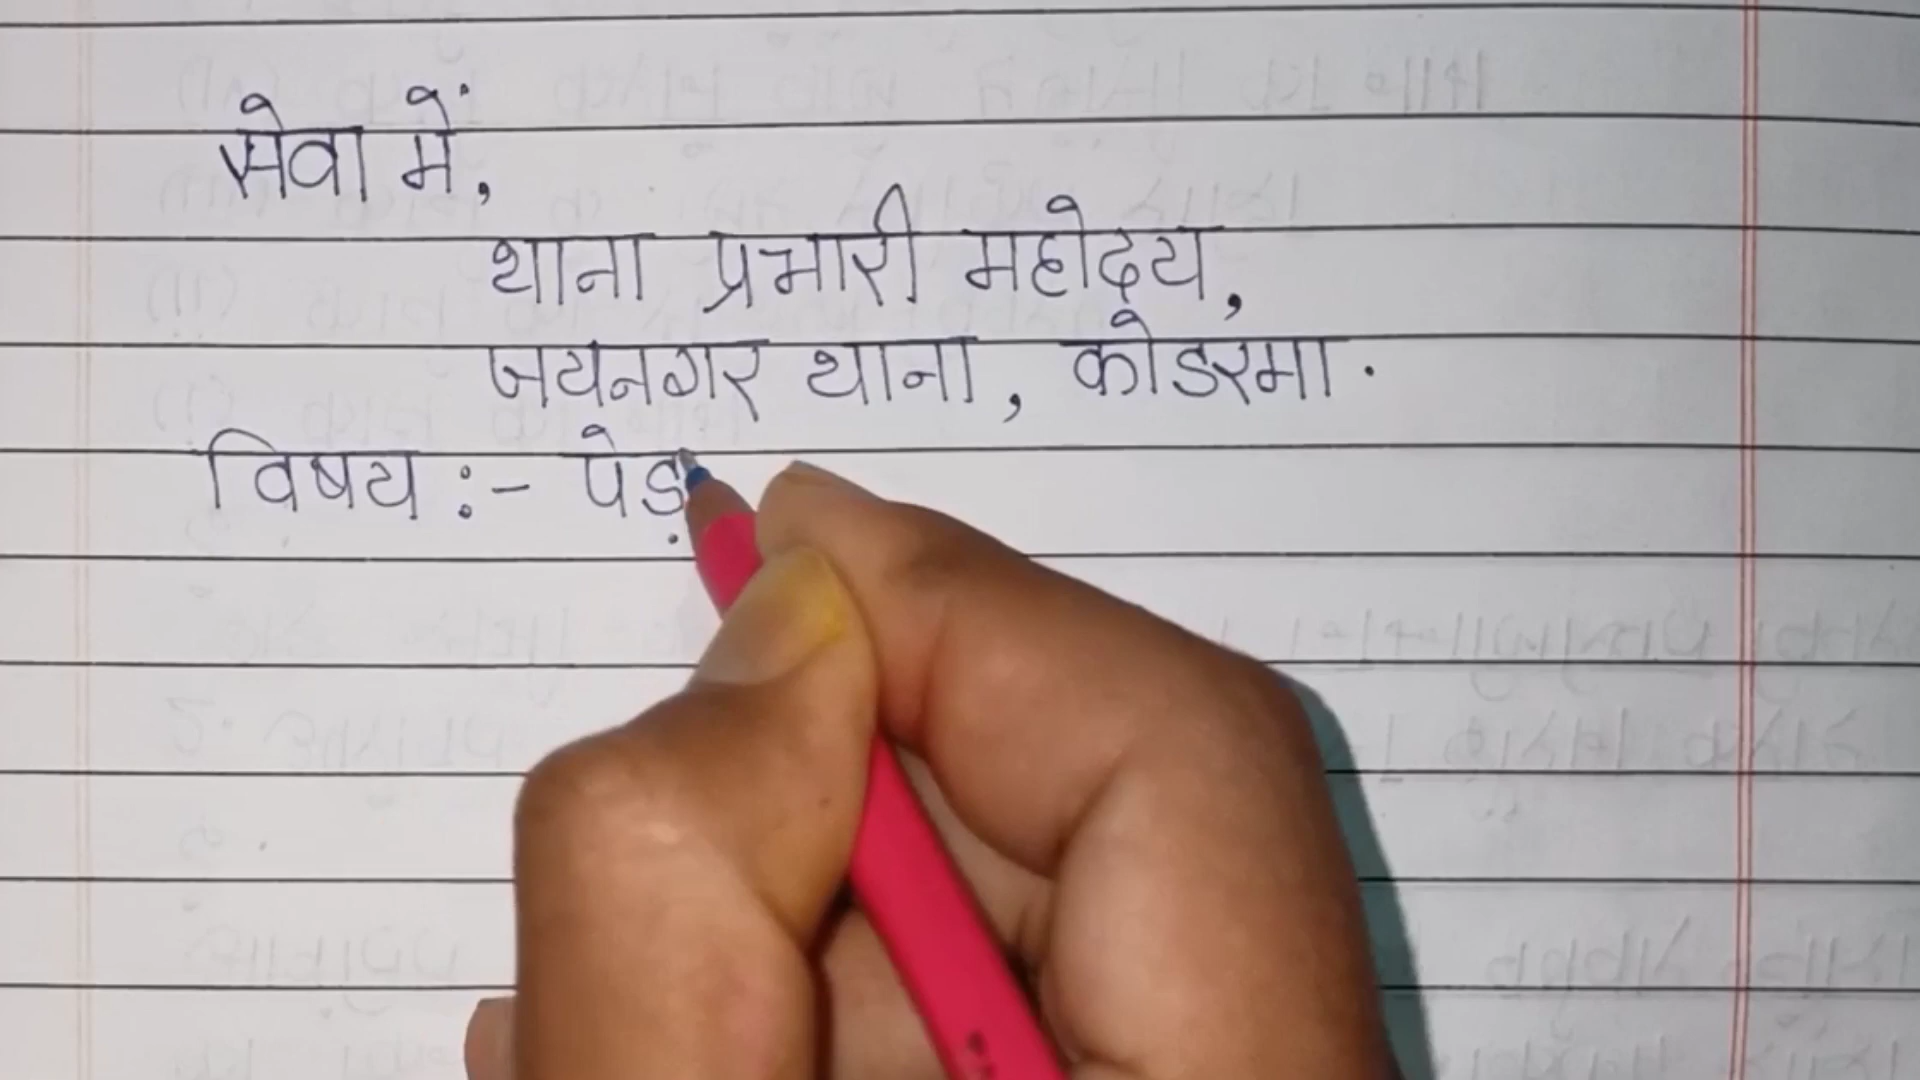 सेवा में,
थाना प्रभारी महोदय,
जयनगर थाना, कोडरमा.
विषय :- पेड़